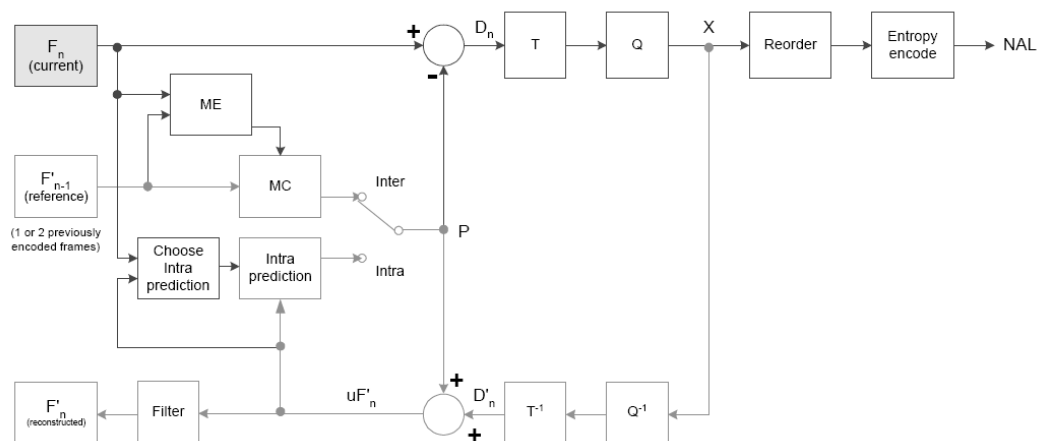 F n
(current)
+
-
D n
T
Q
X
Reorder
Entropy
encode
NAL
ME
F' n-1
(reference)
(1 or 2 previously
encoded frames)
MC
Inter
P
Choose
Intra
prediction
Intra
prediction
Intra
F' n
(reconstructed)
Filter
uF' n
+
+
D' n
T -1
Q -1